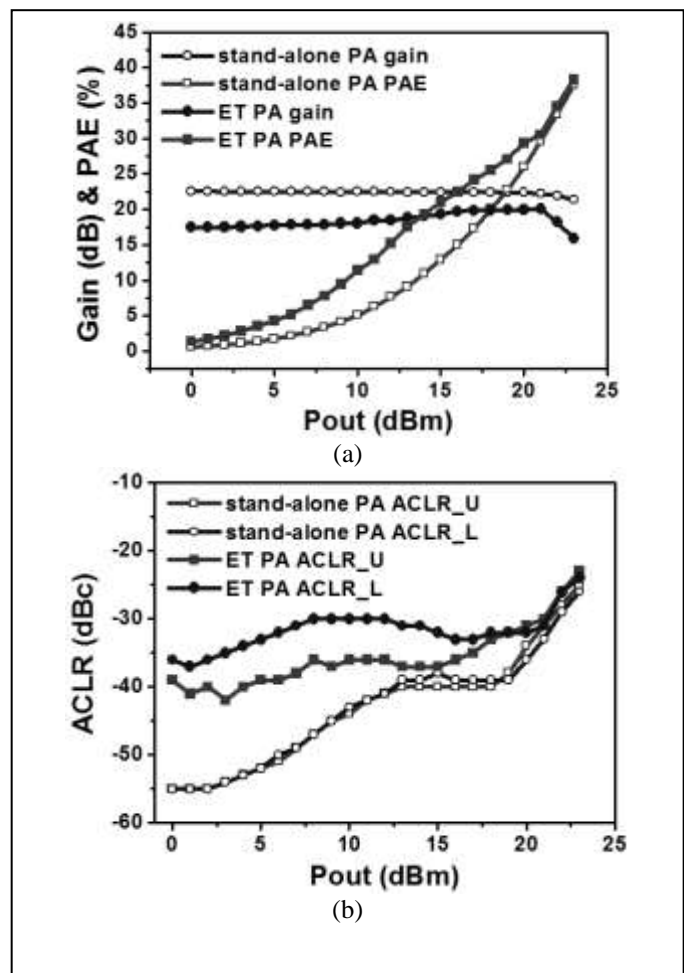 45
40
35
30
25
20
15
10
5
0
Gain (dB) & PAE (%)
stand-alone PA gain
stand-alone PA PAE
ET PA gain
ET PA PAE
0 5 10 15 20 25
Pout (dBm)
(a)
-10
-20
-30
-40
-50
-60
ACLR (dBc)
stand-alone PA ACLR_U
stand-alone PA ACLR_L
ET PA ACLR_U
ET PA ACLR_L
0 5 10 15 20 25
Pout (dBm)
(b)